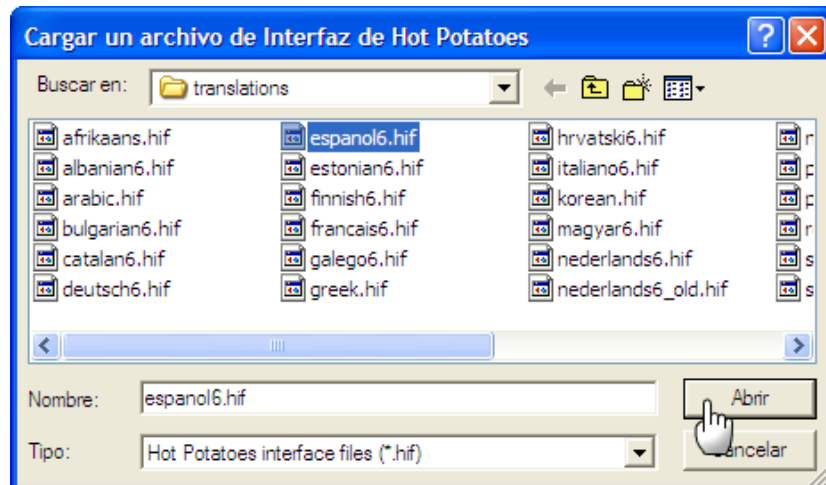 Cargar un archivo de Interfaz de Hot Potatoes
Buscar en: translations
afrikaans.hif espanol6.hif hrvatski6.hif
albanian6.hif estonian6.hif italiano6.hif
arabic.hif finnish6.hif korean.hif
bulgarian6.hif francais6.hif magyar6.hif
catalan6.hif galego6.hif nederlands6.hif
deutsch6.hif greek.hif nederlands6_old.hif
Nombre: espanol6.hif Abrir
Tipo: Hot Potatoes interface files (*.hif) Cancelar